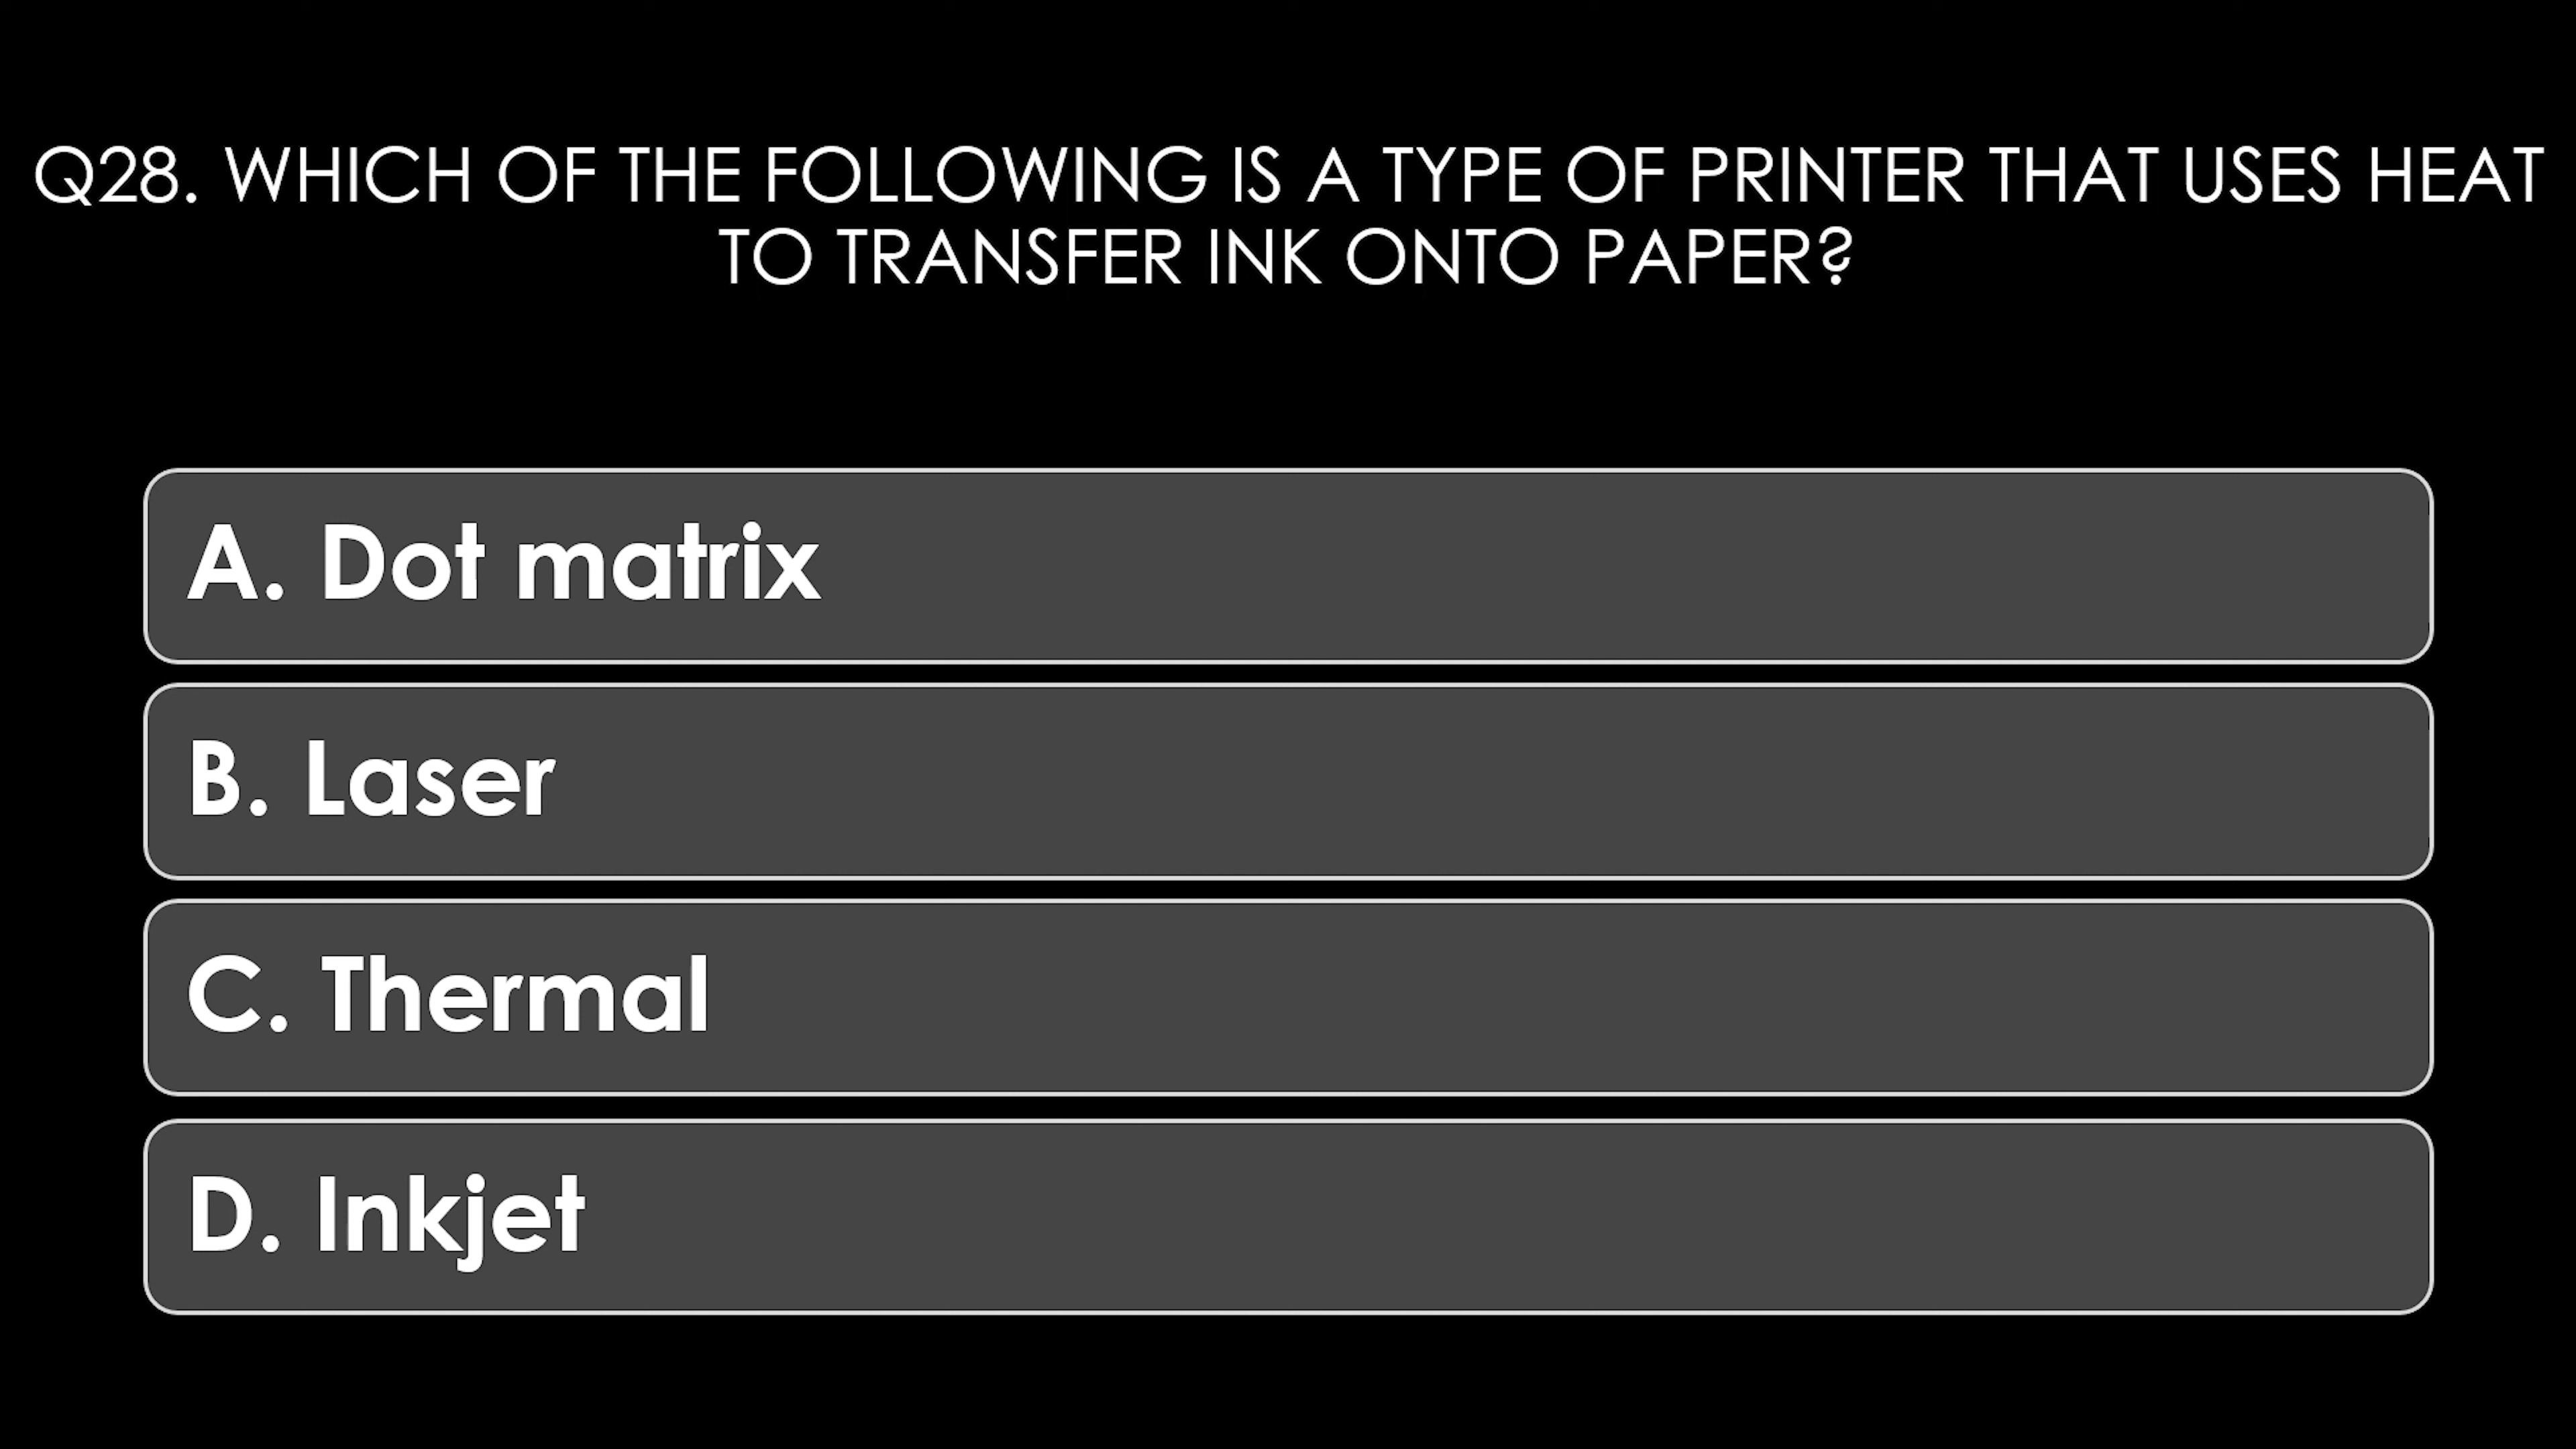 Q28. WHICH OF THE FOLLOWING IS A TYPE OF PRINTER THAT USES HEAT
TO TRANSFER INK ONTO PAPER?
A. Dot matrix
B. Laser
C. Thermal
D. Inkjet